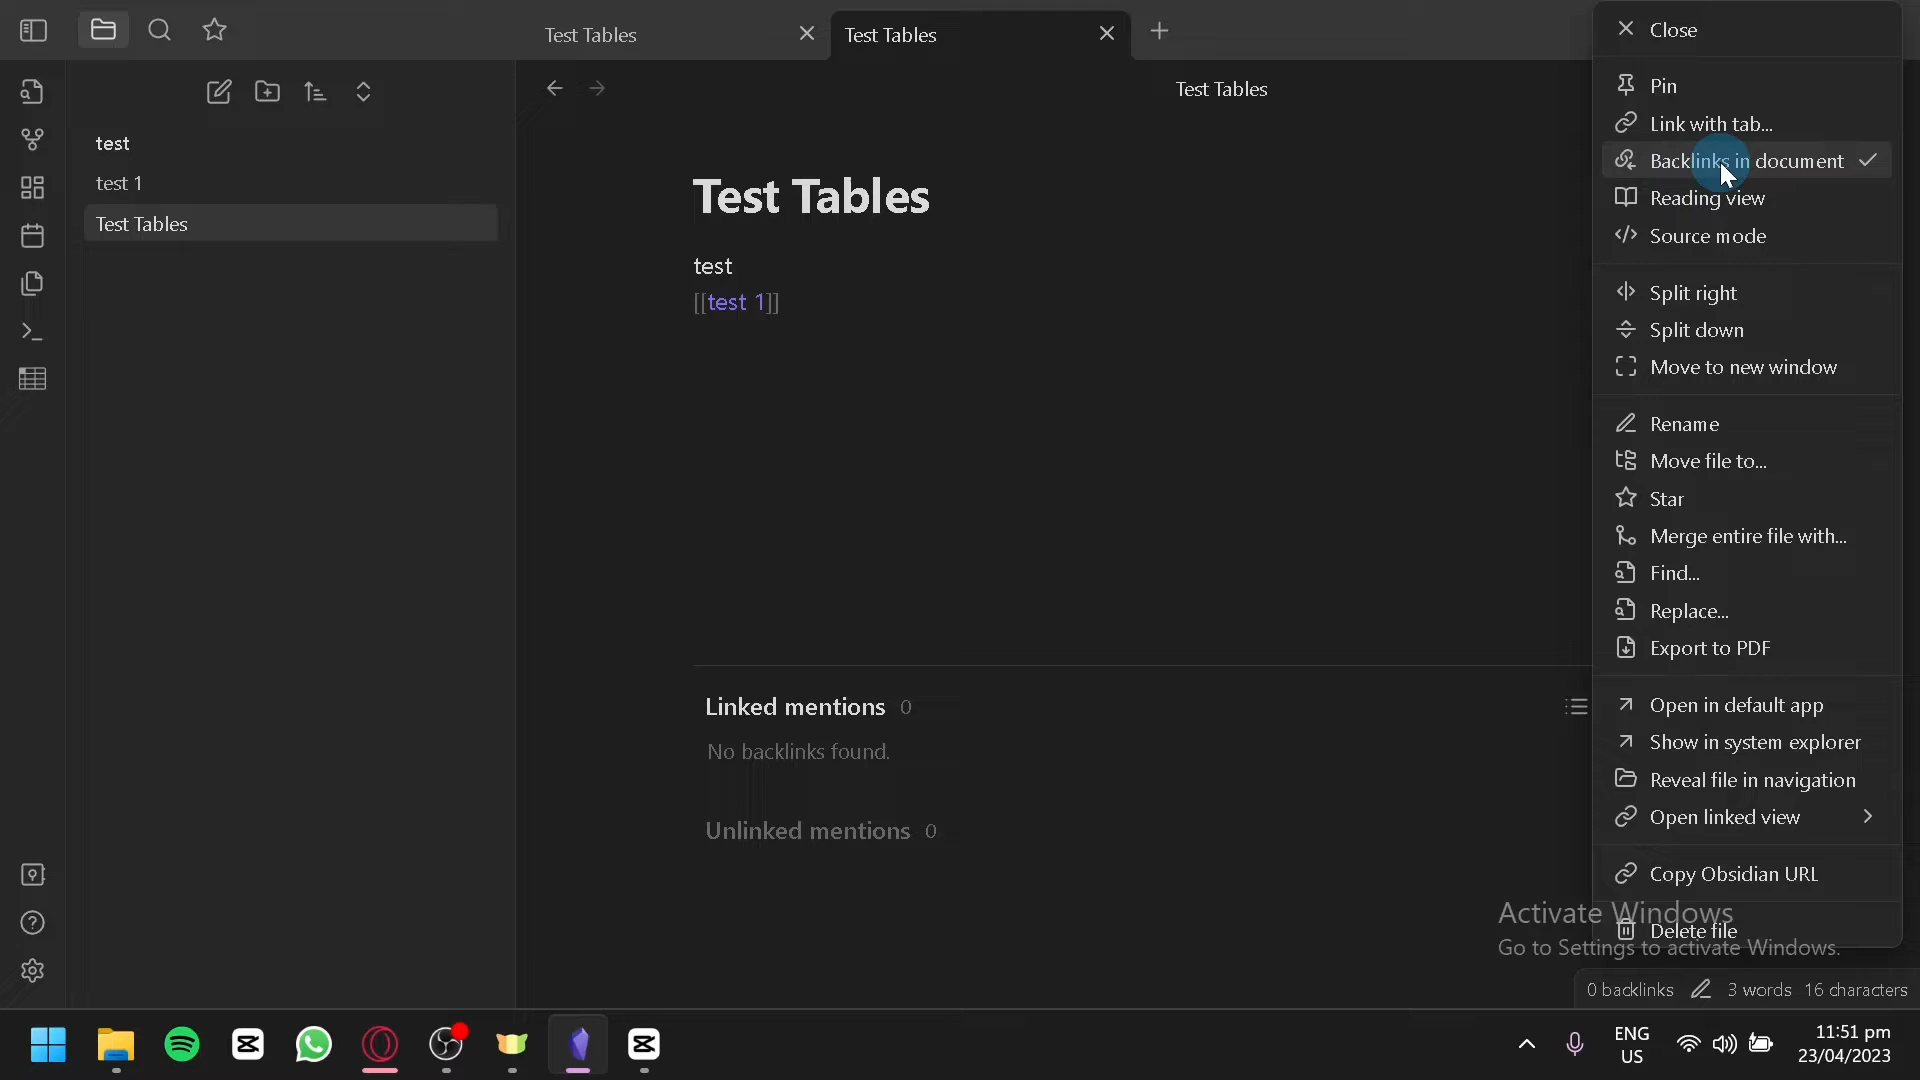 Test Tables
Test Tables
Close
Test Tables
Pin
Link with tab...
Backlinks in document
Reading view
Source mode
Split right
Split down
Move to new window
Rename
Move file to...
Star
Merge entire file with...
Find...
Replace...
Export to PDF
Open in default app
Show in system explorer
Reveal file in navigation
Open linked view
Copy Obsidian URL
Delete file
test
test 1
Test Tables
Test Tables
test
[[test 1]]
Linked mentions 0
No backlinks found.
Unlinked mentions 0
Activate Windows
Go to Settings to activate Windows.
0 backlinks 3 words 16 characters
ENG
US
11:51 pm
23/04/2023